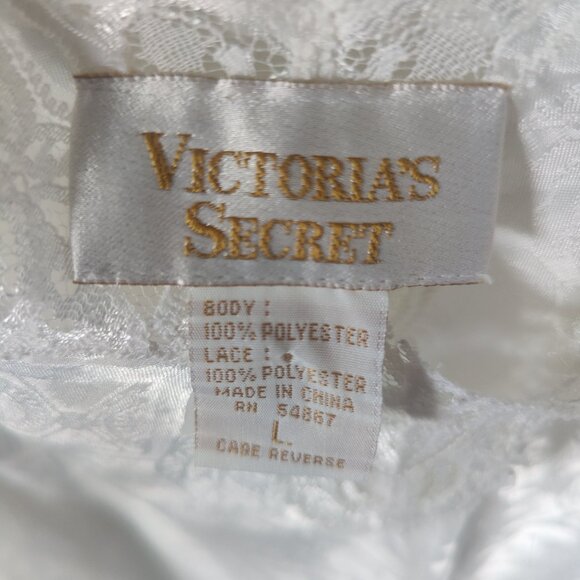 VICTORIA'S
SECRET
BODY :
100% POLYESTER
LACE :
100% POLYESTER
MADE IN CHINA
RN 54867
L.
CARE REVERSE